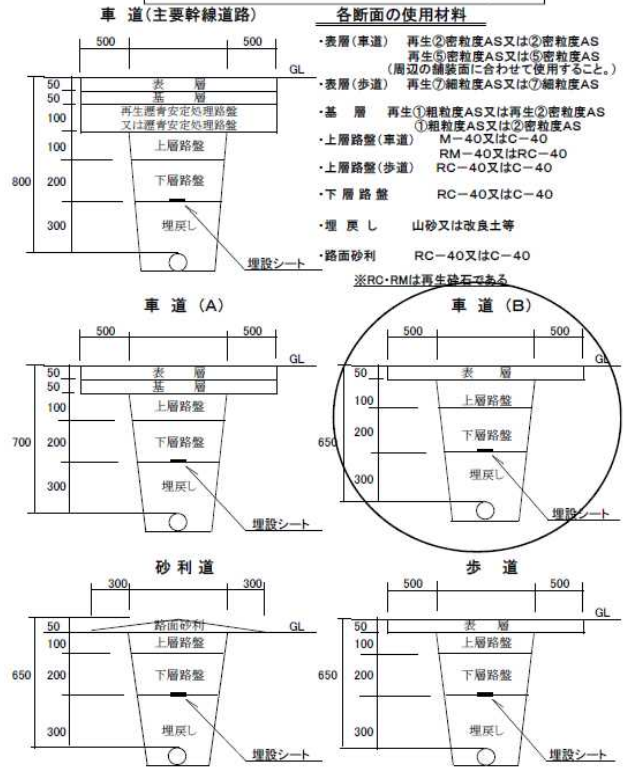 車 道(主要幹線道路)
500
500
GL
50
表 層
50
基 層
100
再生瀝青安定処理路盤
又は瀝青安定処理路盤
100
上層路盤
800
200
下層路盤
300
埋戻し
埋設シート
各断面の使用材料
・表層(車道) 再生②密粒度AS又は②密粒度AS
再生⑤密粒度AS又は⑤密粒度AS
(周辺の舗装面に合わせて使用すること。)
・表層(歩道) 再生⑦細粒度AS又は⑦細粒度AS
・基 層 再生①粗粒度AS又は再生②密粒度AS
①粗粒度AS又は②密粒度AS
・上層路盤(車道) M-40又はC-40
RM-40又はRC-40
・上層路盤(歩道) RC-40又はC-40
・下 層 路 盤 RC-40又はC-40
・埋 戻 し 山砂又は改良土等
・路面砂利 RC-40又はC-40
※RC・RMは再生砕石である
車 道 (A)
500
500
GL
50
表 層
50
基 層
100
上層路盤
700
200
下層路盤
300
埋戻し
埋設シート
車 道 (B)
500
500
GL
50
表 層
100
上層路盤
650
200
下層路盤
300
埋戻し
埋設シート
砂 利 道
300
300
GL
50
路面砂利
100
上層路盤
650
200
下層路盤
300
埋戻し
埋設シート
歩 道
500
500
GL
50
表 層
100
上層路盤
650
200
下層路盤
300
埋戻し
埋設シート